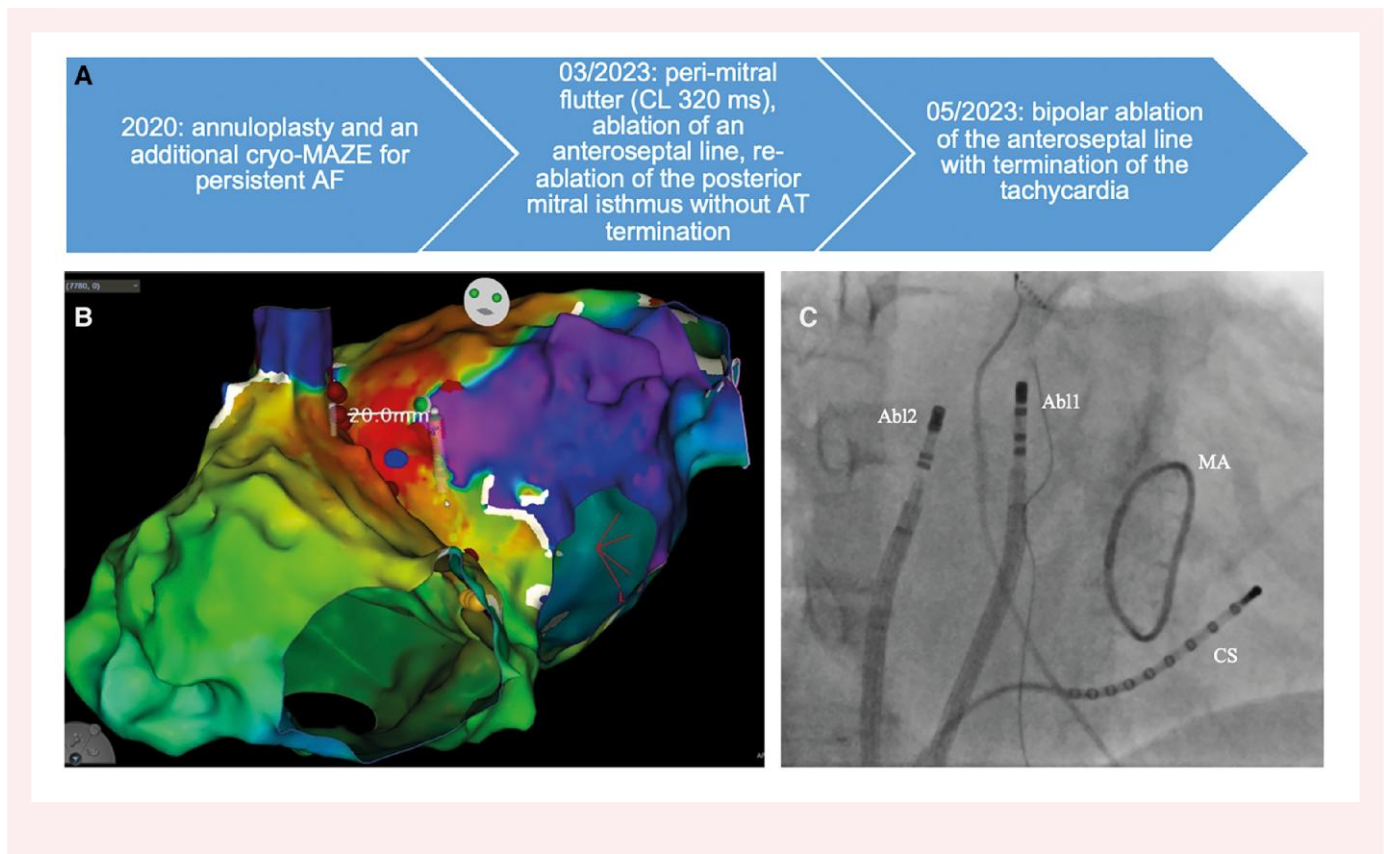 A
2020: annuloplasty and an
additional cryo-MAZE for
persistent AF
03/2023: peri-mitral
flutter (CL 320 ms),
ablation of an
anteroseptal line, re-
ablation of the posterior
mitral isthmus without AT
termination
05/2023: bipolar ablation
of the anteroseptal line
with termination of the
tachycardia
(7780, 0)
B
20.0mm
C
Abl2
Abl1
MA
CS